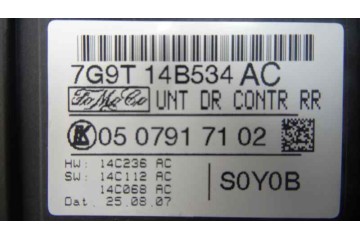 7G9T 14B534 AC
FoMoCo UNT DR CONTR RR
K 05 0791 71 02
HW: 14C236 AC
SW: 14C112 AC
14C068 AC
Dat. 25.08.07
S0Y0B